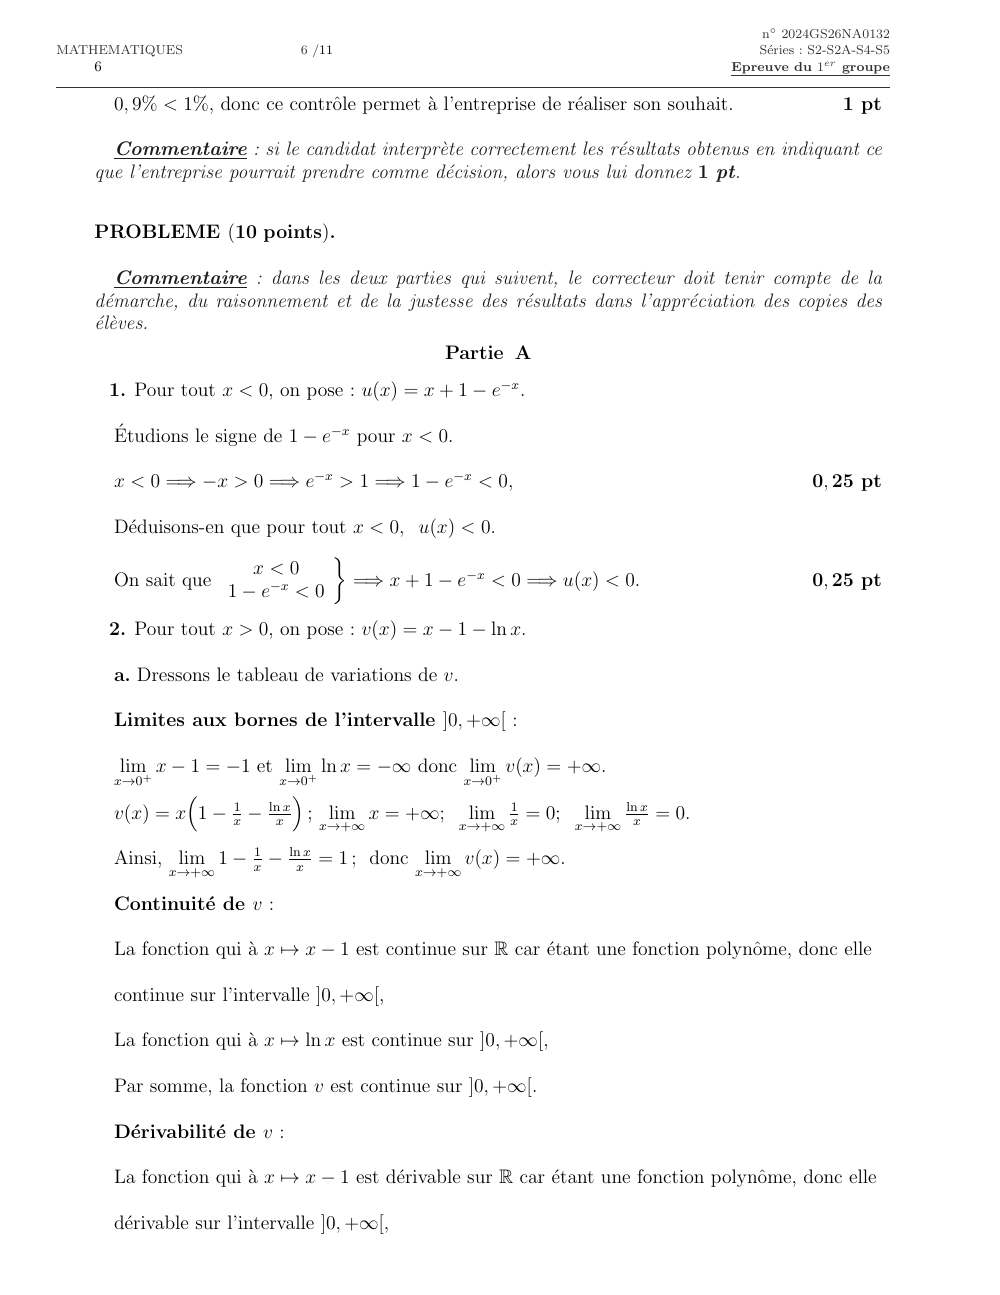 n° 2024GS26NA0132
MATHEMATIQUES 6 /11 Séries : S2-S2A-S4-S5
6 Epreuve du 1er groupe
0, 9% < 1%, donc ce contrôle permet à l'entreprise de réaliser son souhait. 1 pt
Commentaire : si le candidat interprète correctement les résultats obtenus en indiquant ce
que l'entreprise pourrait prendre comme décision, alors vous lui donnez 1 pt.
PROBLEME (10 points).
Commentaire : dans les deux parties qui suivent, le correcteur doit tenir compte de la
démarche, du raisonnement et de la justesse des résultats dans l'appréciation des copies des
élèves.
Partie A
1. Pour tout x < 0, on pose : u(x) = x + 1 − e^{−x}.
Étudions le signe de 1 − e^{−x} pour x < 0.
x < 0 ⟹ −x > 0 ⟹ e^{−x} > 1 ⟹ 1 − e^{−x} < 0, 0, 25 pt
Déduisons-en que pour tout x < 0, u(x) < 0.
On sait que x < 0
1 − e^{−x} < 0 } ⟹ x + 1 − e^{−x} < 0 ⟹ u(x) < 0. 0, 25 pt
2. Pour tout x > 0, on pose : v(x) = x − 1 − ln x.
a. Dressons le tableau de variations de v.
Limites aux bornes de l'intervalle ]0, +∞[ :
lim_{x→0⁺} x − 1 = −1 et lim_{x→0⁺} ln x = −∞ donc lim_{x→0⁺} v(x) = +∞.
v(x) = x(1 − 1/x − ln x/x) ; lim_{x→+∞} x = +∞; lim_{x→+∞} 1/x = 0; lim_{x→+∞} ln x/x = 0.
Ainsi, lim_{x→+∞} 1 − 1/x − ln x/x = 1 ; donc lim_{x→+∞} v(x) = +∞.
Continuité de v :
La fonction qui à x ↦ x − 1 est continue sur ℝ car étant une fonction polynôme, donc elle
continue sur l'intervalle ]0, +∞[,
La fonction qui à x ↦ ln x est continue sur ]0, +∞[,
Par somme, la fonction v est continue sur ]0, +∞[.
Dérivabilité de v :
La fonction qui à x ↦ x − 1 est dérivable sur ℝ car étant une fonction polynôme, donc elle
dérivable sur l'intervalle ]0, +∞[,